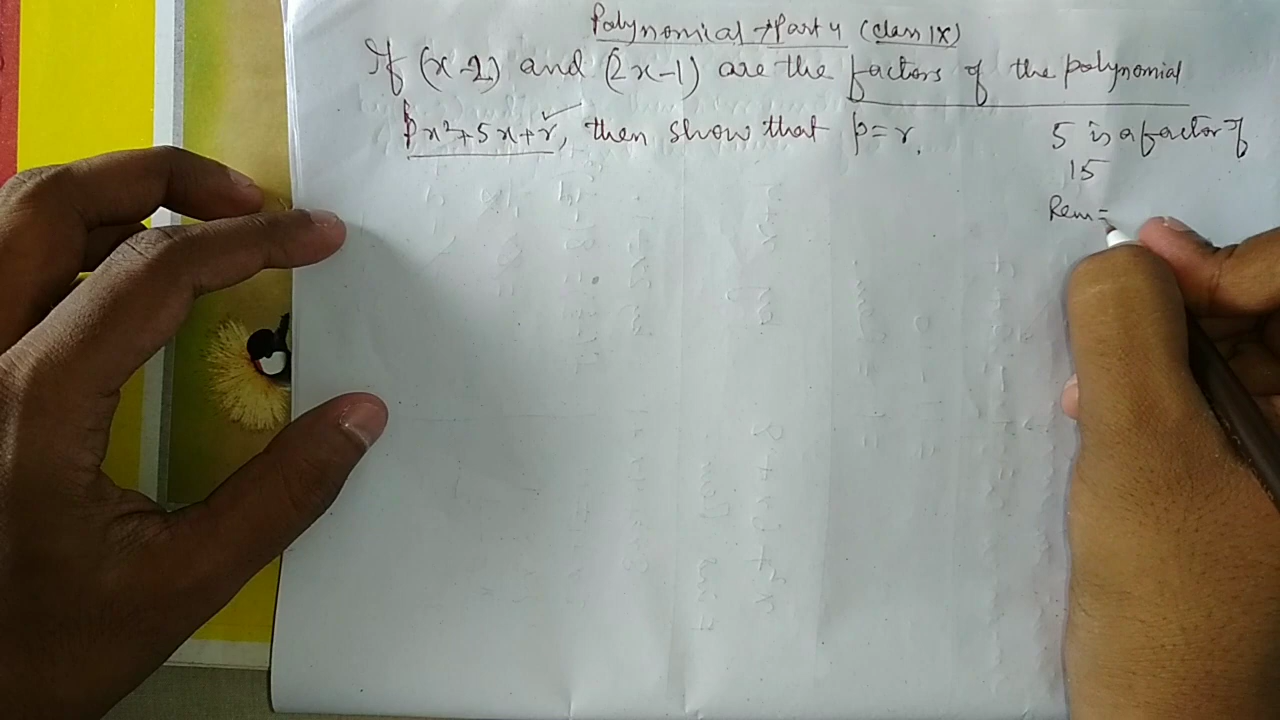 Polynomial → Part 4 (Class IX)
If (x-2) and (2x-1) are the factors of the polynomial
px²+5x+r, then show that p=r.
5 is a factor of
15
Rem=